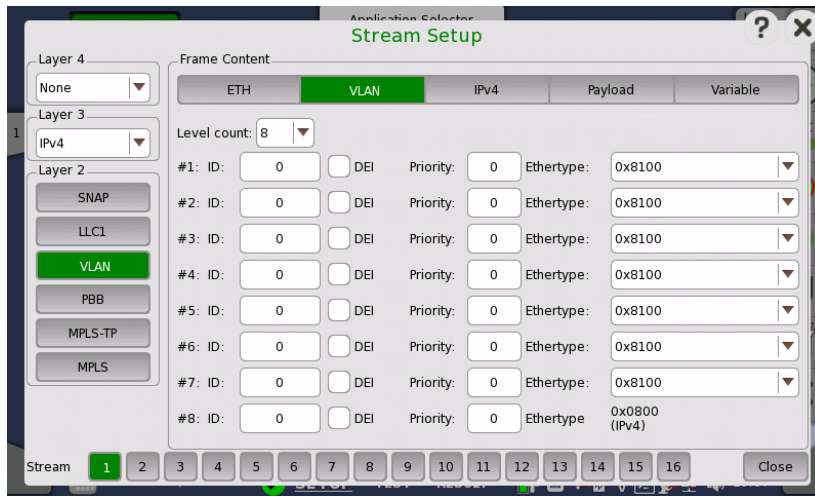 Application Selector
Stream Setup
?
X
Layer 4
None
Layer 3
IPv4
Layer 2
SNAP
LLC1
VLAN
PBB
MPLS-TP
MPLS
1
Frame Content
ETH VLAN IPv4 Payload Variable
Level count: 8
#1: ID: 0 DEI Priority: 0 Ethertype: 0x8100
#2: ID: 0 DEI Priority: 0 Ethertype: 0x8100
#3: ID: 0 DEI Priority: 0 Ethertype: 0x8100
#4: ID: 0 DEI Priority: 0 Ethertype: 0x8100
#5: ID: 0 DEI Priority: 0 Ethertype: 0x8100
#6: ID: 0 DEI Priority: 0 Ethertype: 0x8100
#7: ID: 0 DEI Priority: 0 Ethertype: 0x8100
#8: ID: 0 DEI Priority: 0 Ethertype 0x0800
(IPv4)
Stream 1 2 3 4 5 6 7 8 9 10 11 12 13 14 15 16 Close
SETUP